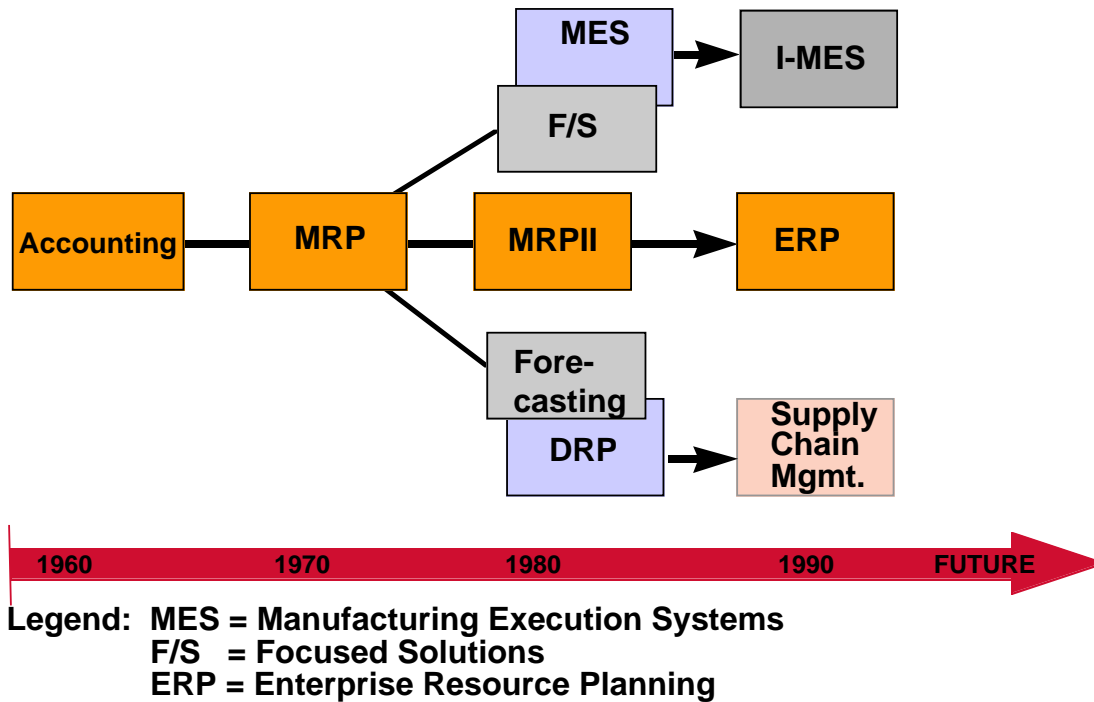 MES
I-MES
F/S
Accounting
MRP
MRPII
ERP
Fore-
casting
DRP
Supply
Chain
Mgmt.
1960 1970 1980 1990 FUTURE
Legend: MES = Manufacturing Execution Systems
F/S = Focused Solutions
ERP = Enterprise Resource Planning